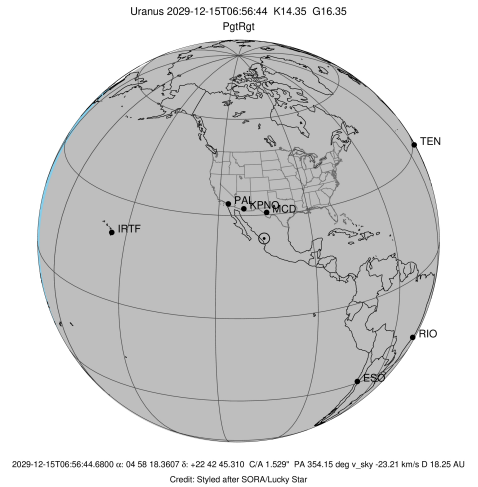 Uranus 2029-12-15T06:56:44 K14.35 G16.35
PgtRgt
TEN
PAL
KPNO
MCD
IRTF
RIO
ESO
2029-12-15T06:56:44.6800 α: 04 58 18.3607 δ: +22 42 45.310 C/A 1.529" PA 354.15 deg v_sky -23.21 km/s D 18.25 AU
Credit: Styled after SORA/Lucky Star